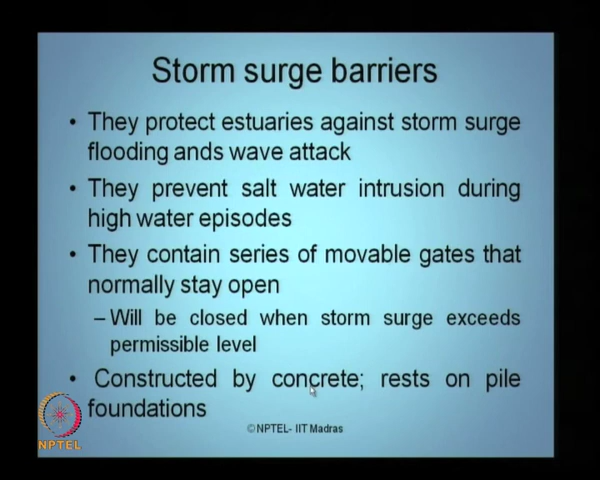 Storm surge barriers
• They protect estuaries against storm surge
flooding ands wave attack
• They prevent salt water intrusion during
high water episodes
• They contain series of movable gates that
normally stay open
– Will be closed when storm surge exceeds
permissible level
• Constructed by concrete; rests on pile
foundations
NPTEL
©NPTEL- IIT Madras